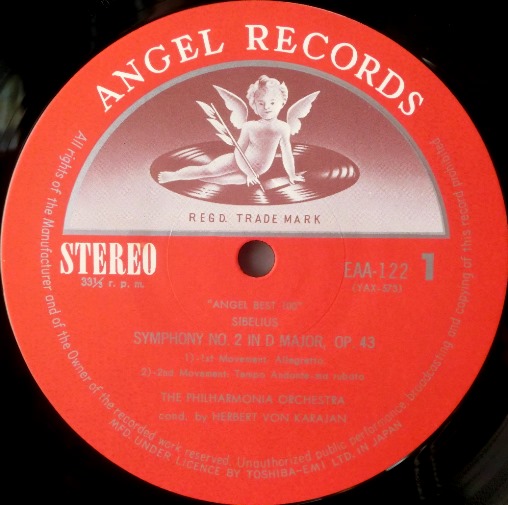 ANGEL RECORDS
REGD. TRADE MARK
STEREO
33⅓ r. p. m.
EAA-122 1
(YAX-573)
"ANGEL BEST 100"
SIBELIUS
SYMPHONY NO. 2 IN D MAJOR, OP. 43
1)-1st Movement: Allegretto
2)-2nd Movement: Tempo Andante ma rubato
THE PHILHARMONIA ORCHESTRA
cond. by HERBERT VON KARAJAN
All rights of the Manufacturer and of the Owner of the recorded work reserved. Unauthorized public performance broadcasting and copying of this record prohibited
MFD. UNDER LICENCE BY TOSHIBA-EMI LTD. IN JAPAN